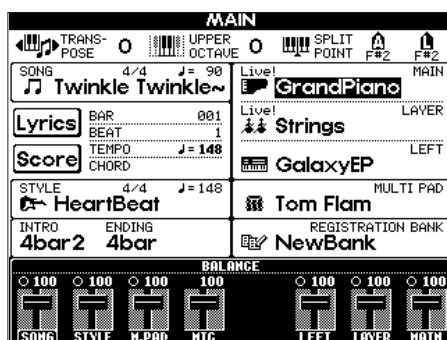 MAIN
TRANS-POSE 0 UPPER OCTAVE 0 SPLIT POINT A F#2 L F#2
SONG 4/4 ♩= 90
Twinkle Twinkle~
Live! MAIN
GrandPiano
Lyrics BAR 001
BEAT 1
Live! LAYER
Strings
Score TEMPO ♩=148
CHORD
LEFT
GalaxyEP
STYLE 4/4 ♩=148
HeartBeat
MULTI PAD
Tom Flam
INTRO ENDING
4bar2 4bar
REGISTRATION BANK
NewBank
BALANCE
100 100 100 100 100 100 100
SONG STYLE M.PAD MIC LEFT LAYER MAIN